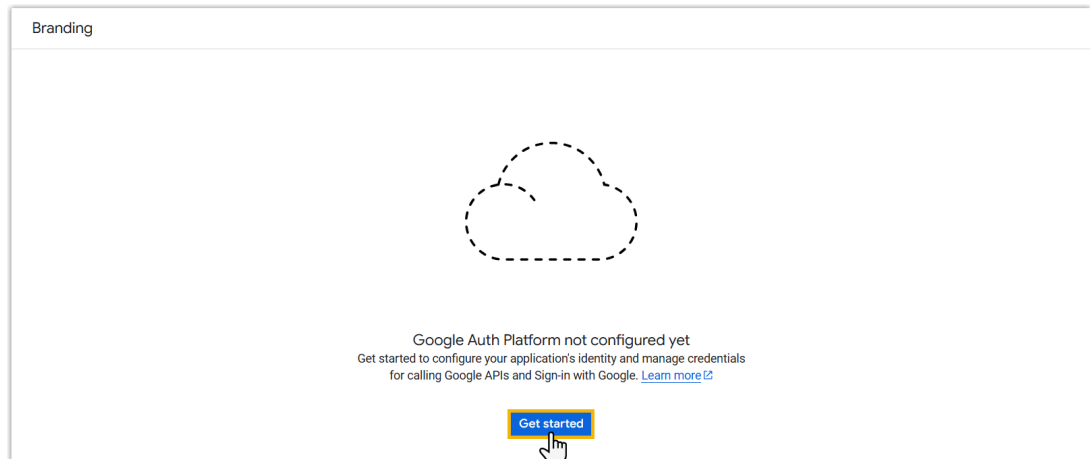 Branding
Google Auth Platform not configured yet
Get started to configure your application's identity and manage credentials
for calling Google APIs and Sign-in with Google. Learn more
Get started